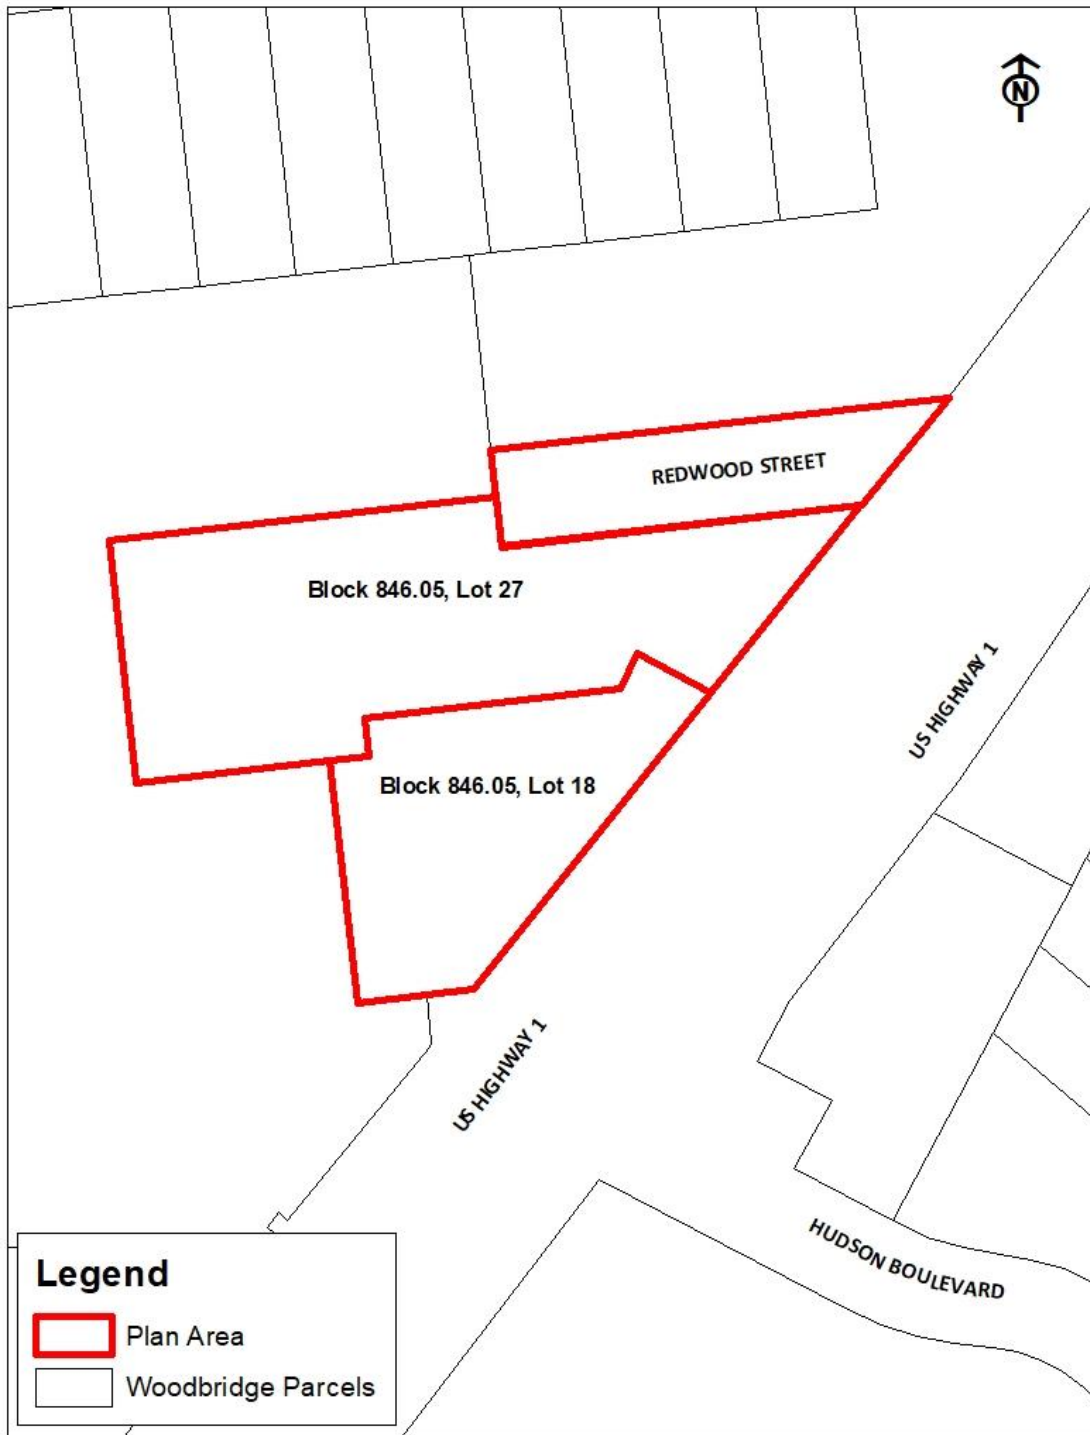 N
REDWOOD STREET
Block 846.05, Lot 27
US HIGHWAY 1
Block 846.05, Lot 18
US HIGHWAY 1
HUDSON BOULEVARD
Legend
Plan Area
Woodbridge Parcels